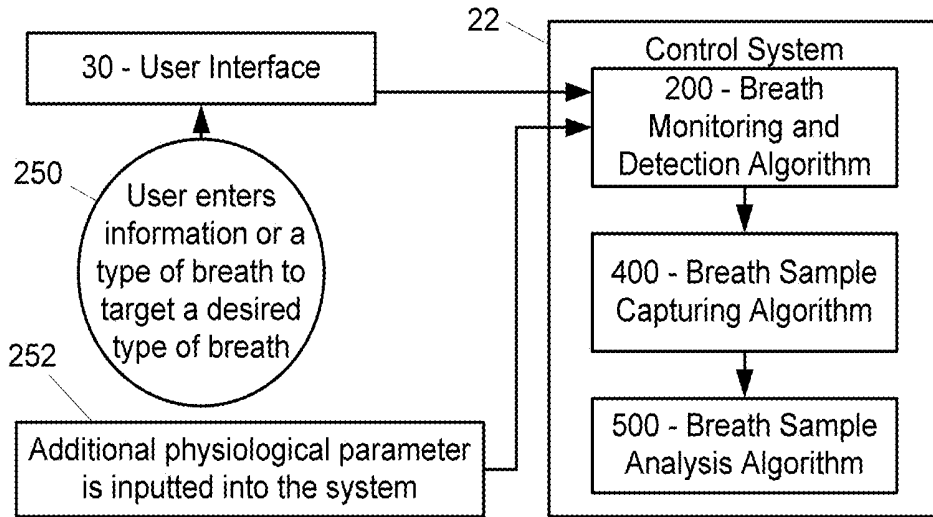 22
Control System
30 - User Interface
200 - Breath
Monitoring and
Detection Algorithm
250
User enters
information or a
type of breath to
target a desired
type of breath
400 - Breath Sample
Capturing Algorithm
252
Additional physiological parameter
is inputted into the system
500 - Breath Sample
Analysis Algorithm